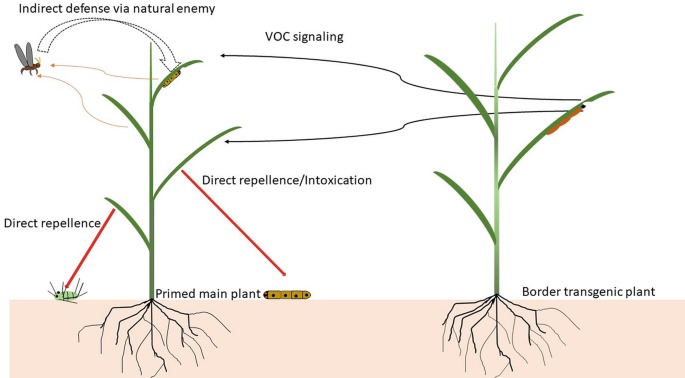 Indirect defense via natural enemy
VOC signaling
Direct repellence/Intoxication
Direct repellence
Primed main plant
Border transgenic plant